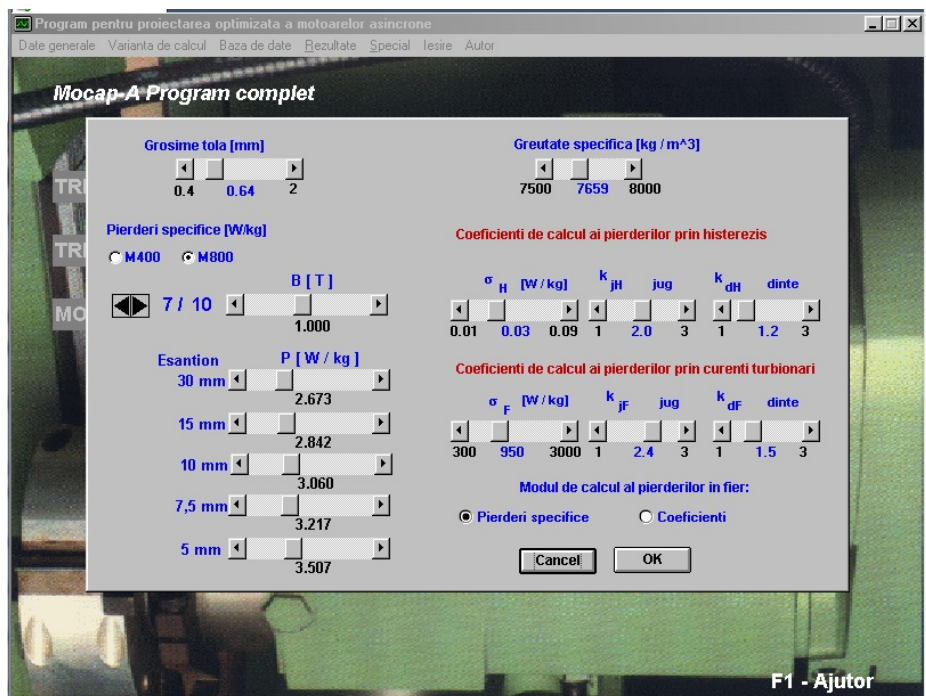 Program pentru proiectarea optimizata a motoarelor asincrone
Date generale Varianta de calcul Baza de date Rezultate Special Iesire Autor
Mocap-A Program complet
Grosime tola [mm]
0.4 0.64 2
Greutate specifica [kg / m^3]
7500 7659 8000
TRI
TRI
MO
Pierderi specifice [W/kg]
M400 M800
B [ T ]
7 / 10
1.000
Esantion P [ W / kg ]
30 mm
2.673
15 mm
2.842
10 mm
3.060
7,5 mm
3.217
5 mm
3.507
Coeficienti de calcul ai pierderilor prin histerezis
σ H [W / kg] k jH jug k dH dinte
0.01 0.03 0.09 1 2.0 3 1 1.2 3
Coeficienti de calcul ai pierderilor prin curenti turbionari
σ F [W / kg] k jF jug k dF dinte
300 950 3000 1 2.4 3 1 1.5 3
Modul de calcul al pierderilor in fier:
Pierderi specifice Coeficienti
Cancel OK
F1 - Ajutor